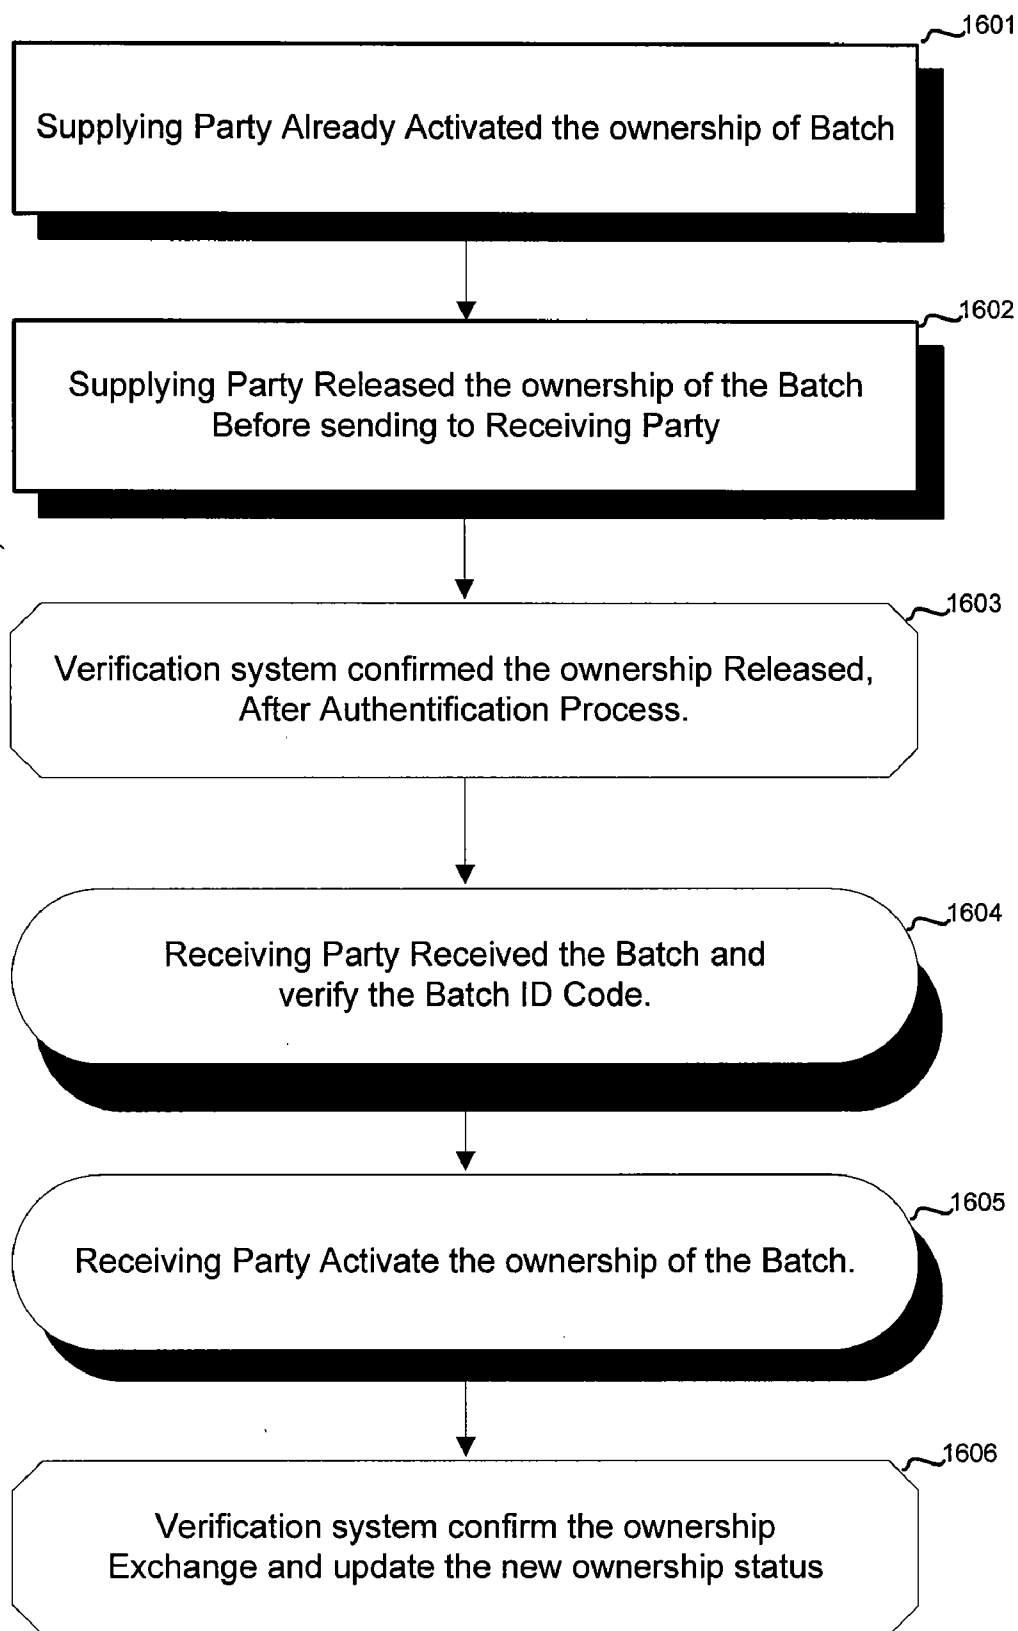 1601
Supplying Party Already Activated the ownership of Batch
1602
Supplying Party Released the ownership of the Batch
Before sending to Receiving Party
1603
Verification system confirmed the ownership Released,
After Authentification Process.
1604
Receiving Party Received the Batch and
verify the Batch ID Code.
1605
Receiving Party Activate the ownership of the Batch.
1606
Verification system confirm the ownership
Exchange and update the new ownership status